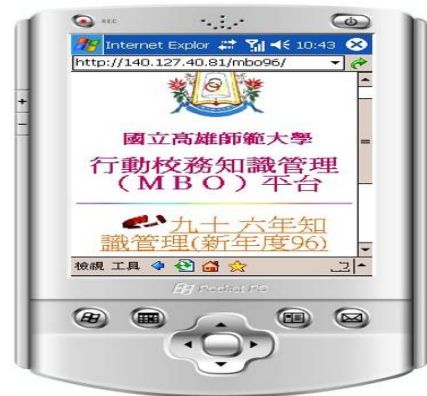 REC
Internet Explor 10:43
http://140.127.40.81/mbo96/
國立高雄師範大學
行動校務知識管理
(MBO)平台
九十六年知
識管理(新年度96)
檢視 工具
Pocket PC